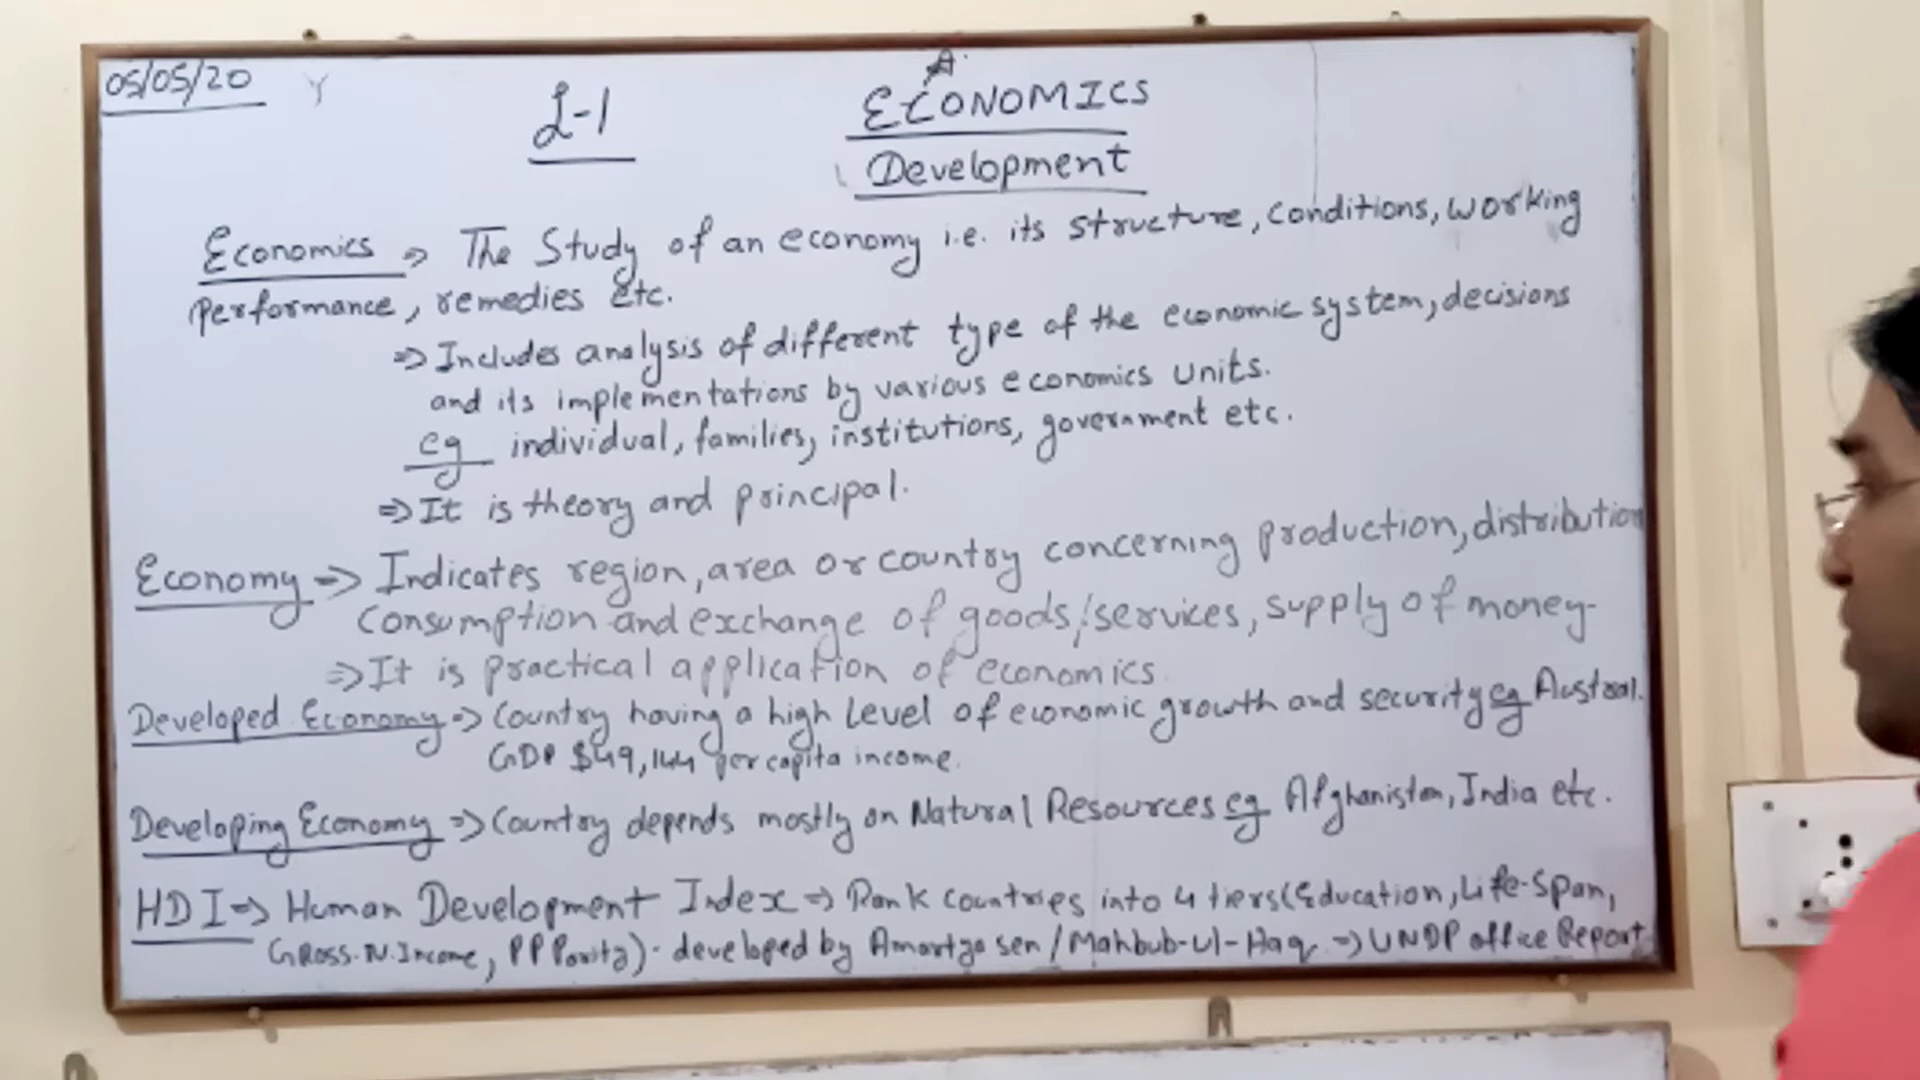 05/05/20
L-1
ECONOMICS
Development
Economics ⇒ The Study of an economy i.e. its structure, conditions, working
performance, remedies etc.
⇒ Includes analysis of different type of the economic system, decisions
and its implementations by various economics units.
eg individual, families, institutions, government etc.
⇒ It is theory and principal.
Economy ⇒ Indicates region, area or country concerning production, distribution
consumption and exchange of goods/services, supply of money
⇒ It is practical application of economics.
Developed Economy ⇒ Country having a high Level of economic growth and security eg Austral.
GDP $49,144 per capita income.
Developing Economy ⇒ Country depends mostly on Natural Resources eg Afghanistan, India etc.
HDI ⇒ Human Development Index ⇒ Rank countries into 4 tiers (Education, Life-Span,
Gross. N. Income, PP Parity). developed by Amartya sen / Mahbub-ul-Haq ⇒ UNDP office Report